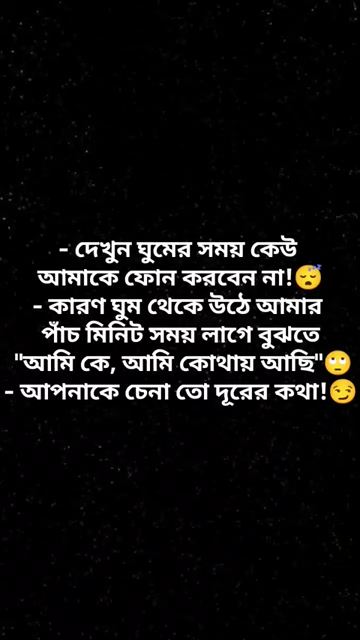 - দেখুন ঘুমের সময় কেউ
আমাকে ফোন করবেন না!😴
- কারণ ঘুম থেকে উঠে আমার
পাঁচ মিনিট সময় লাগে বুঝতে
"আমি কে, আমি কোথায় আছি"🙄
- আপনাকে চেনা তো দূরের কথা!😏